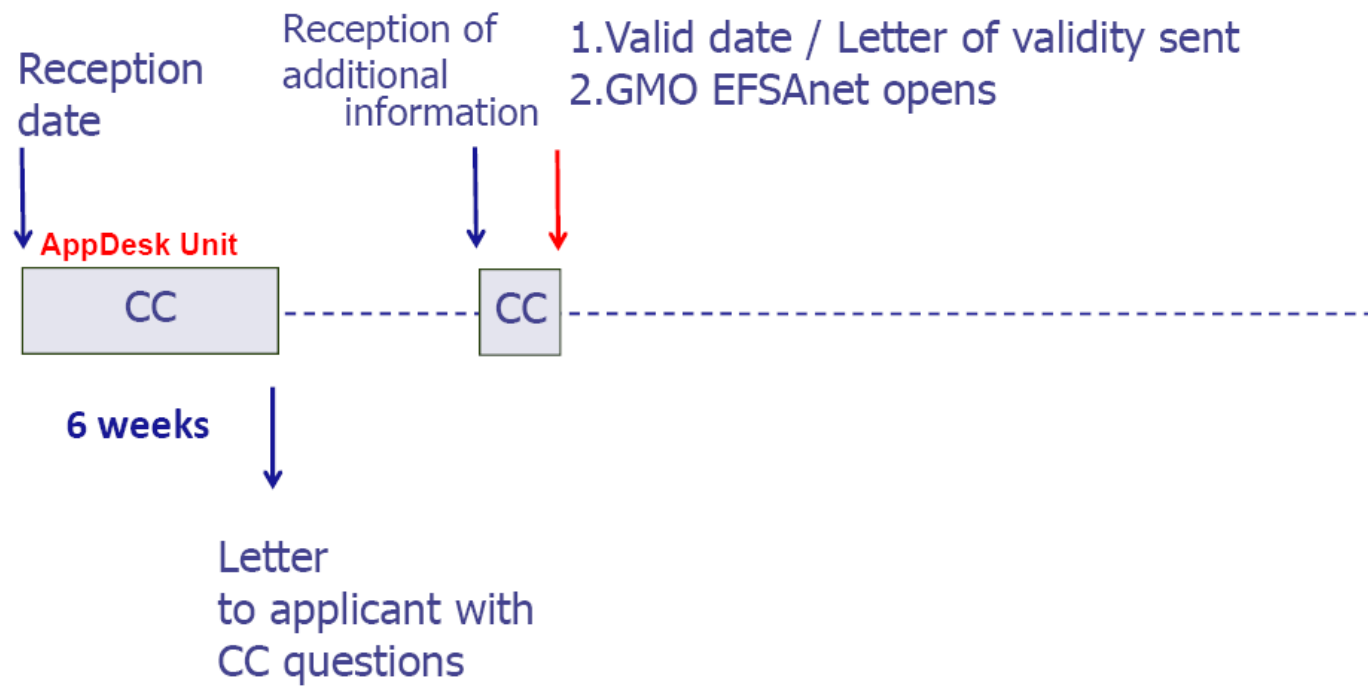 Reception
date
Reception of
additional
information
1.Valid date / Letter of validity sent
2.GMO EFSAnet opens
AppDesk Unit
CC
CC
6 weeks
Letter
to applicant with
CC questions